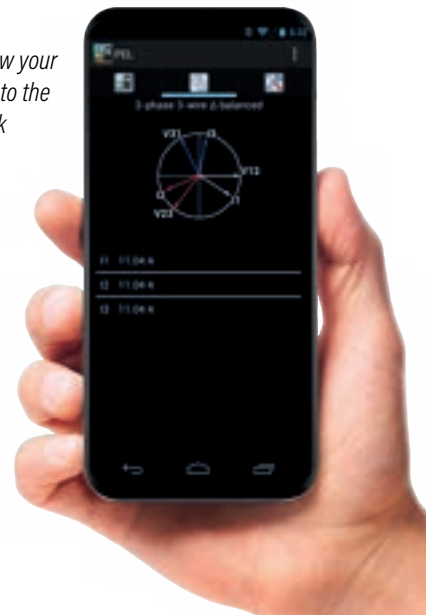 w your
to the
k
PEL
3-phase 3-wire Δ balanced
V31 I3
V12
I2 I1
V23
I1 11.04 A
I2 11.04 A
I3 11.04 A